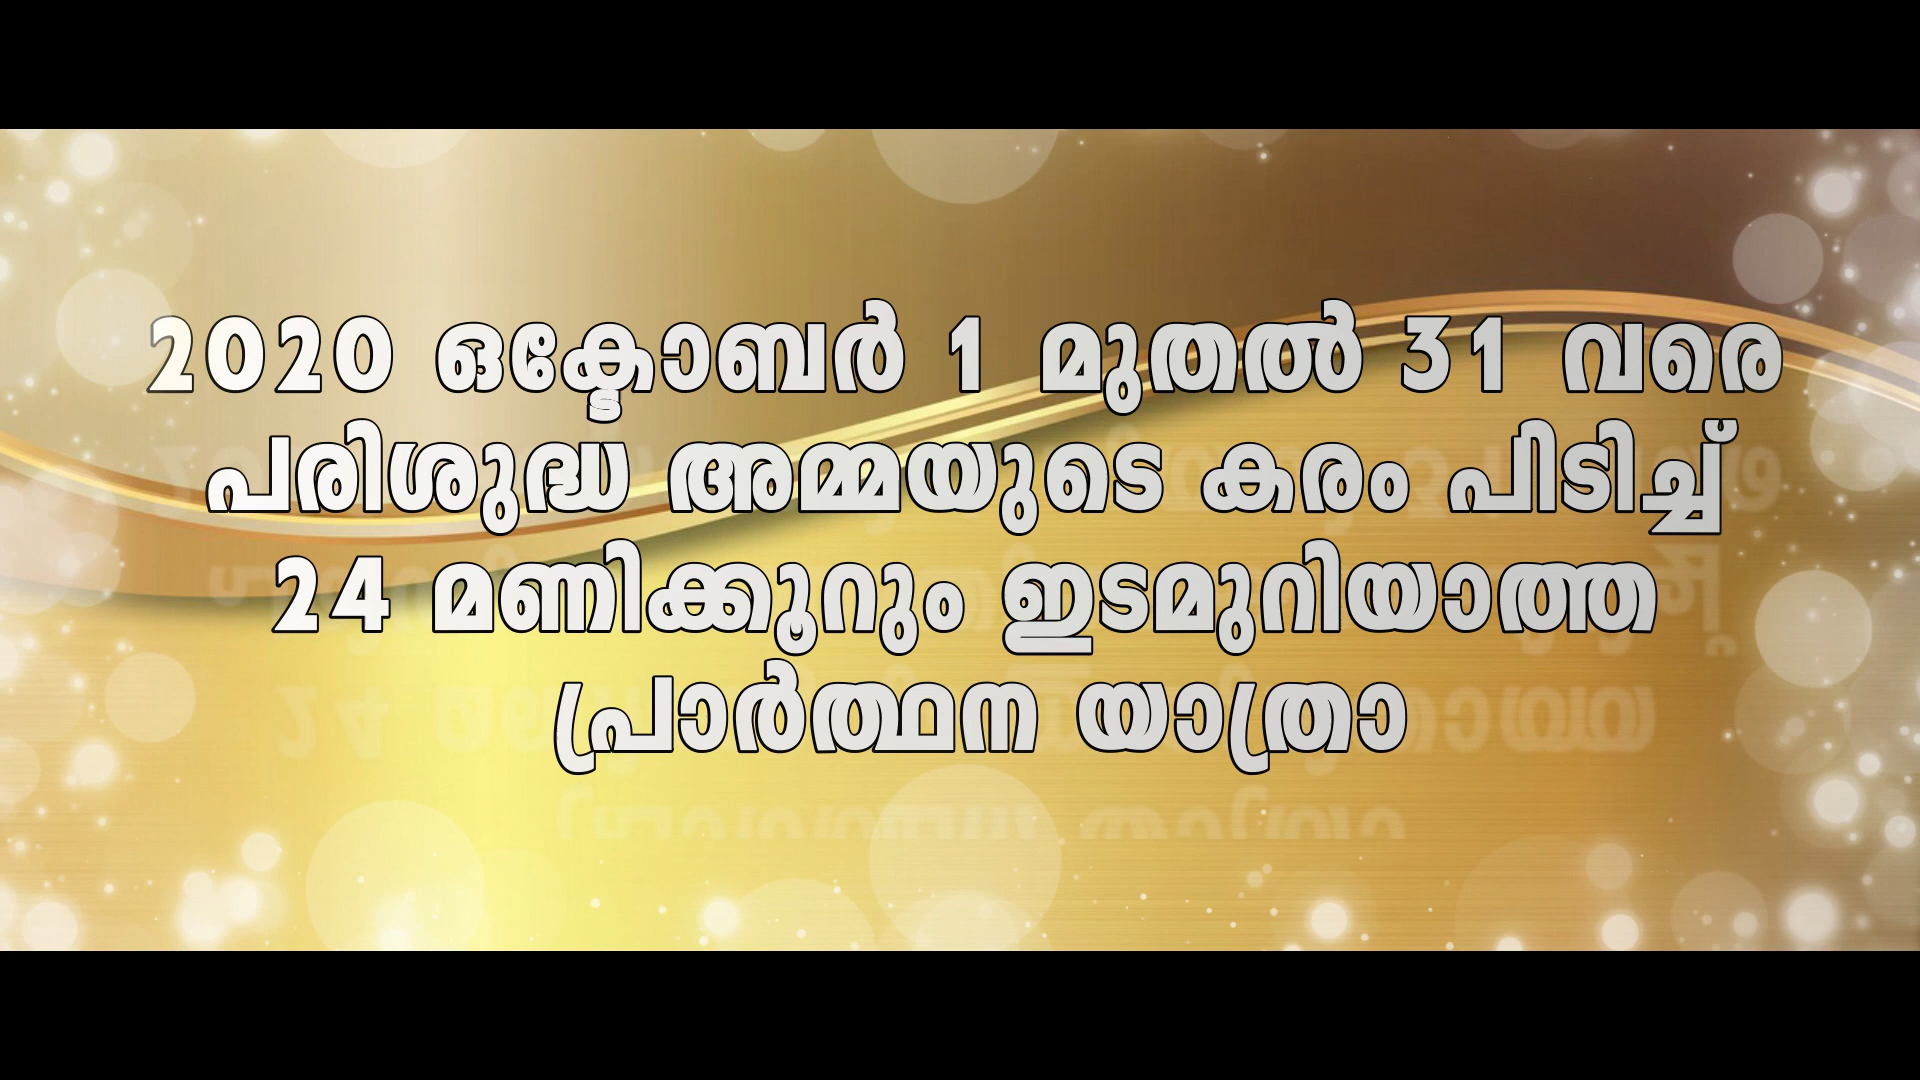 2020 ഒക്ടോബർ 1 മുതൽ 31 വരെ
പരിശുദ്ധ അമ്മയുടെ കരം പിടിച്ച്
24 മണിക്കൂറും ഇടമുറിയാത്ത
പ്രാർത്ഥന യാത്രാ